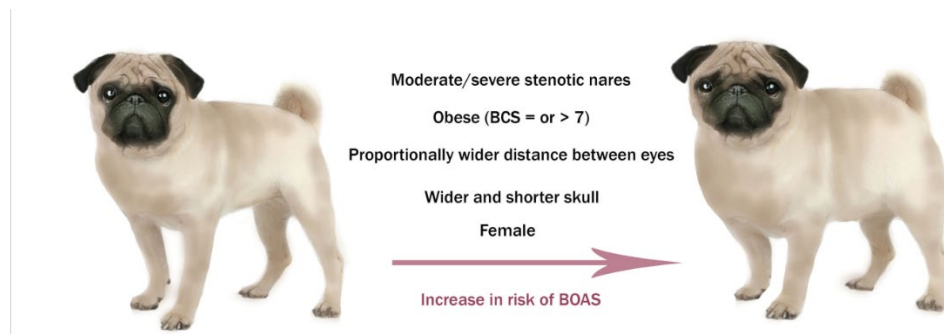 Moderate/severe stenotic nares
Obese (BCS = or > 7)
Proportionally wider distance between eyes
Wider and shorter skull
Female
Increase in risk of BOAS